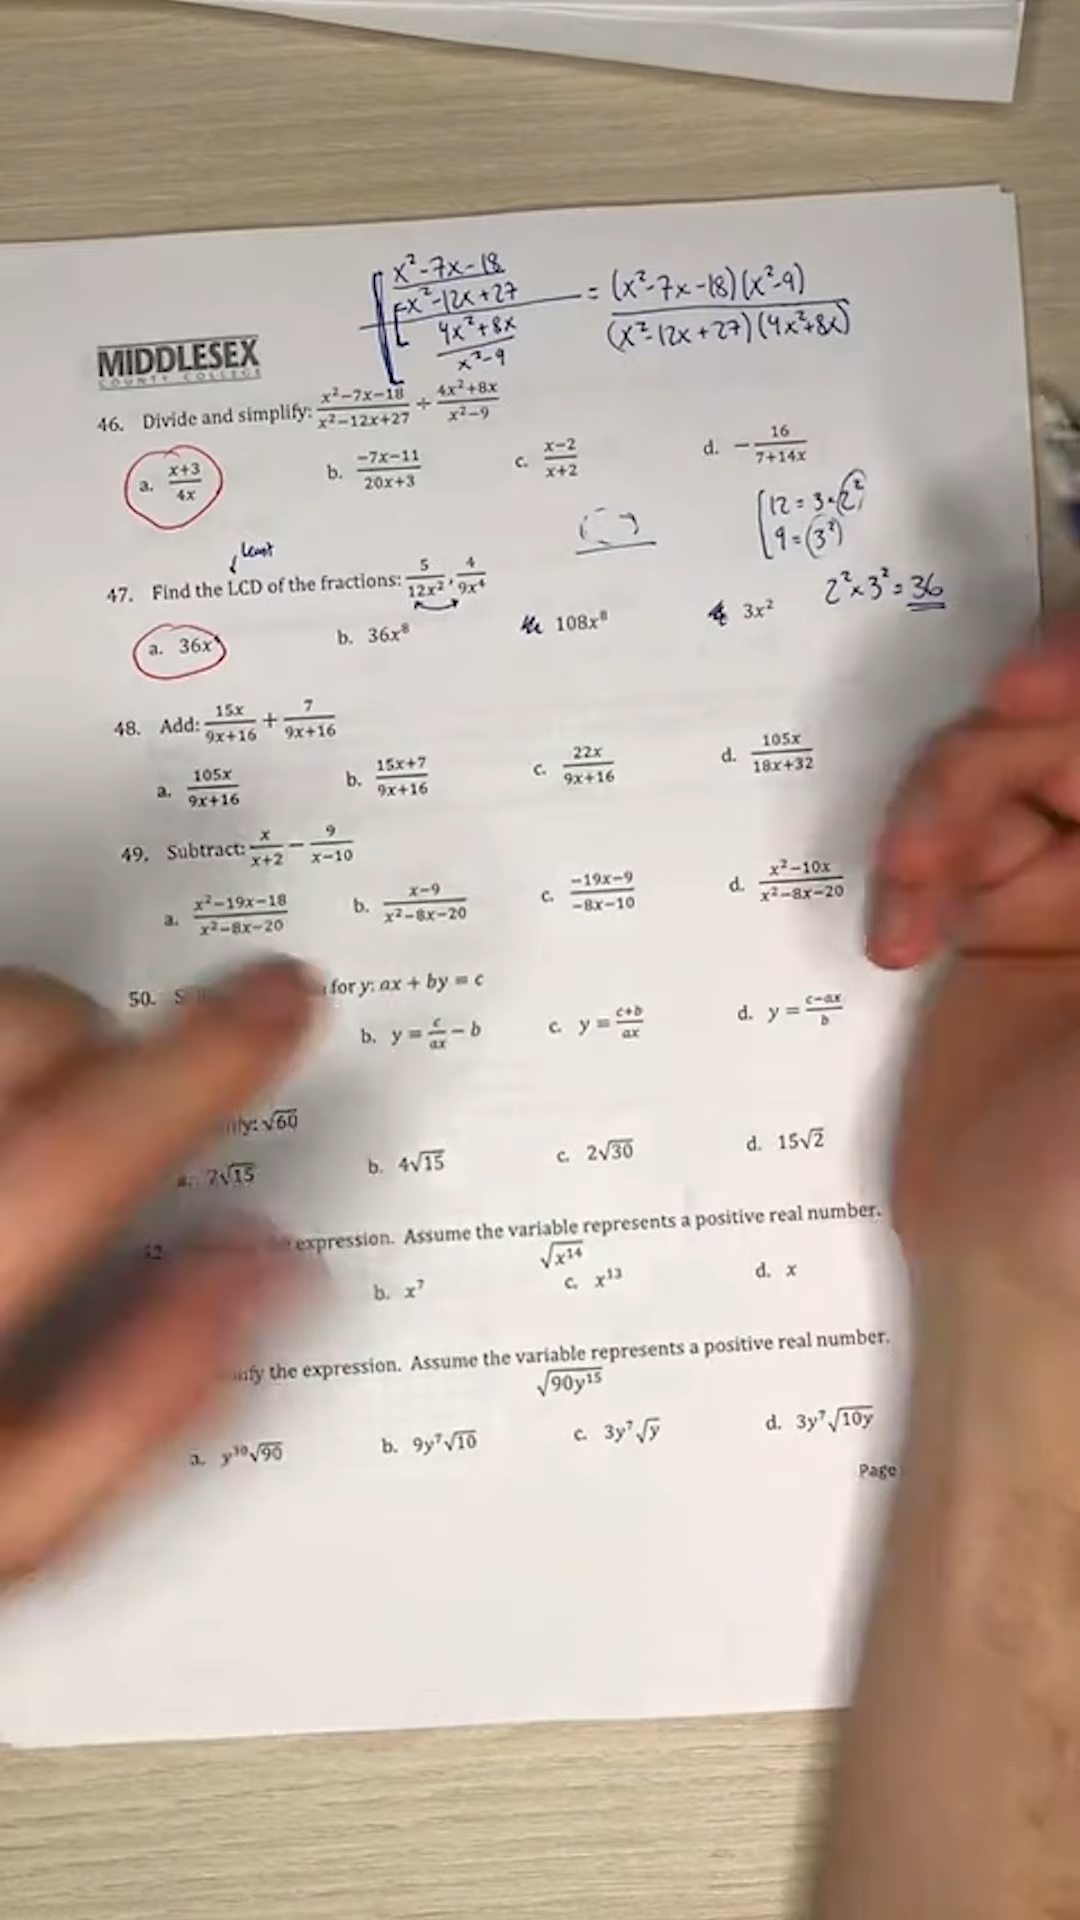 x²-7x-18
x²-12x+27
4x²+8x
x²-9
= (x²-7x-18)(x²-9)
(x²-12x+27)(4x²+8x)
MIDDLESEX
COUNTY COLLEGE
46. Divide and simplify: x²−7x−18 / x²−12x+27 ÷ 4x²+8x / x²−9
a. x+3 / 4x b. −7x−11 / 20x+3 c. x−2 / x+2 d. − 16 / 7+14x
12 = 3·2²
9 = 3²
Least
47. Find the LCD of the fractions: 5 / 12x² , 4 / 9x⁴
2²x3² = 36
a. 36x⁴ b. 36x⁸ 108x⁸ 3x²
48. Add: 15x / 9x+16 + 7 / 9x+16
a. 105x / 9x+16 b. 15x+7 / 9x+16 c. 22x / 9x+16 d. 105x / 18x+32
49. Subtract: x / x+2 − 9 / x−10
a. x²−19x−18 / x²−8x−20 b. x−9 / x²−8x−20 c. −19x−9 / −8x−10 d. x²−10x / x²−8x−20
50. for y: ax + by = c
b. y = c / ax − b c. y = c+b / ax d. y = c−ax / b
√60
a. 2√15 b. 4√15 c. 2√30 d. 15√2
52. expression. Assume the variable represents a positive real number.
√x¹⁴
b. x⁷ c. x¹³ d. x
the expression. Assume the variable represents a positive real number.
√90y¹⁵
a. y³⁰√90 b. 9y⁷√10 c. 3y⁷√y d. 3y⁷√10y
Page